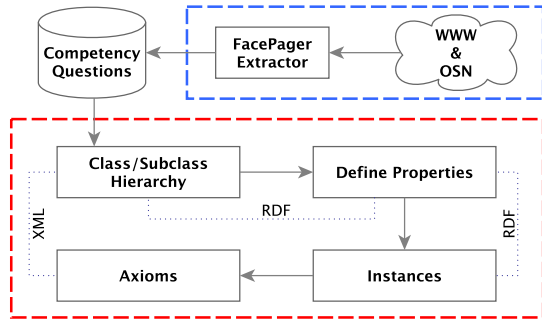 Competency
Questions
FacePager
Extractor
WWW
&
OSN
Class/Subclass
Hierarchy
Define Properties
RDF
XML
RDF
Axioms
Instances